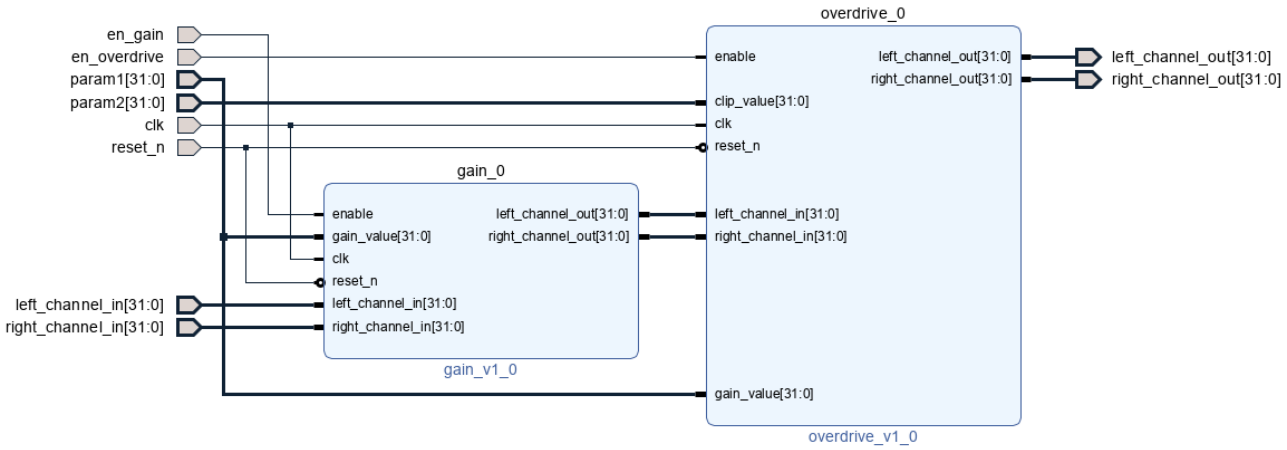 overdrive_0
en_gain
en_overdrive
param1[31:0]
param2[31:0]
clk
reset_n
enable
clip_value[31:0]
clk
reset_n
left_channel_in[31:0]
right_channel_in[31:0]
gain_value[31:0]
left_channel_out[31:0]
right_channel_out[31:0]
left_channel_out[31:0]
right_channel_out[31:0]
gain_0
enable
gain_value[31:0]
clk
reset_n
left_channel_in[31:0]
right_channel_in[31:0]
left_channel_out[31:0]
right_channel_out[31:0]
left_channel_in[31:0]
right_channel_in[31:0]
gain_v1_0
overdrive_v1_0